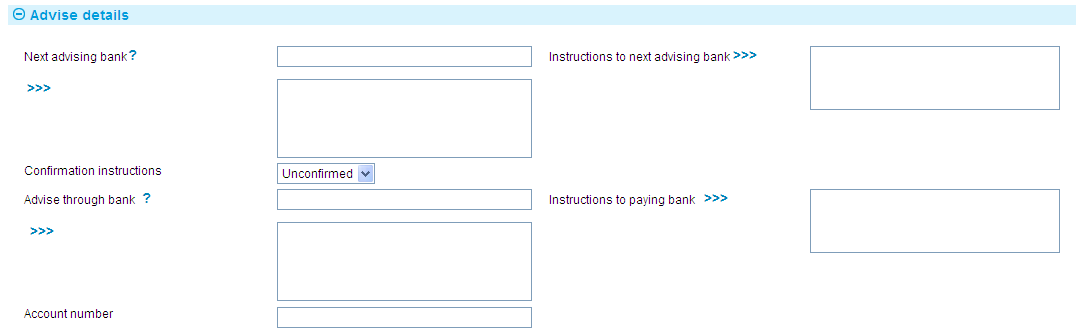 Advise details
Next advising bank ?
Instructions to next advising bank >>>
>>>
Confirmation instructions
Unconfirmed
Advise through bank ?
Instructions to paying bank >>>
>>>
Account number